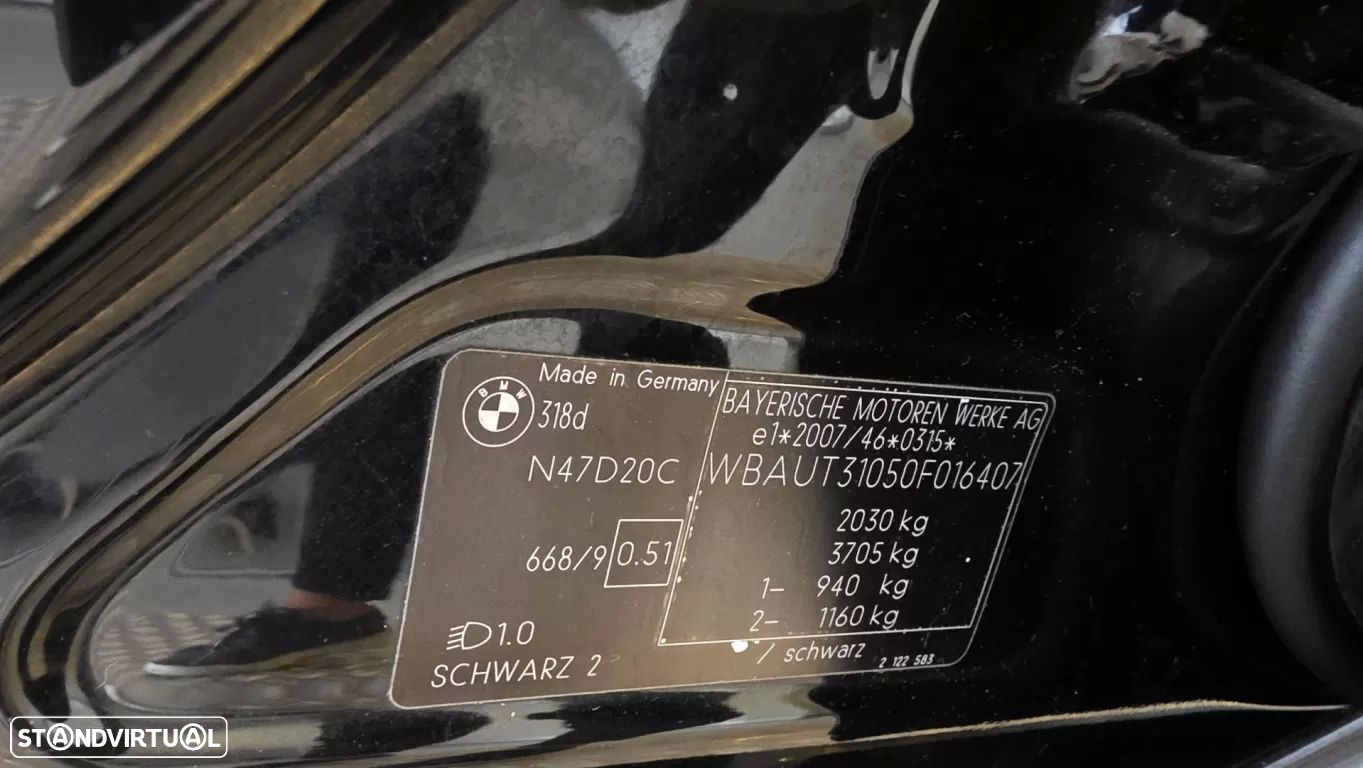 Made in Germany
BMW
318d
N47D20C
668/9 0.51
1.0
SCHWARZ 2
BAYERISCHE MOTOREN WERKE AG
e1*2007/46*0315*
WBAUT31050F016407
2030 kg
3705 kg
1- 940 kg
2- 1160 kg
/ schwarz
2 122 583
STANDVIRTUAL